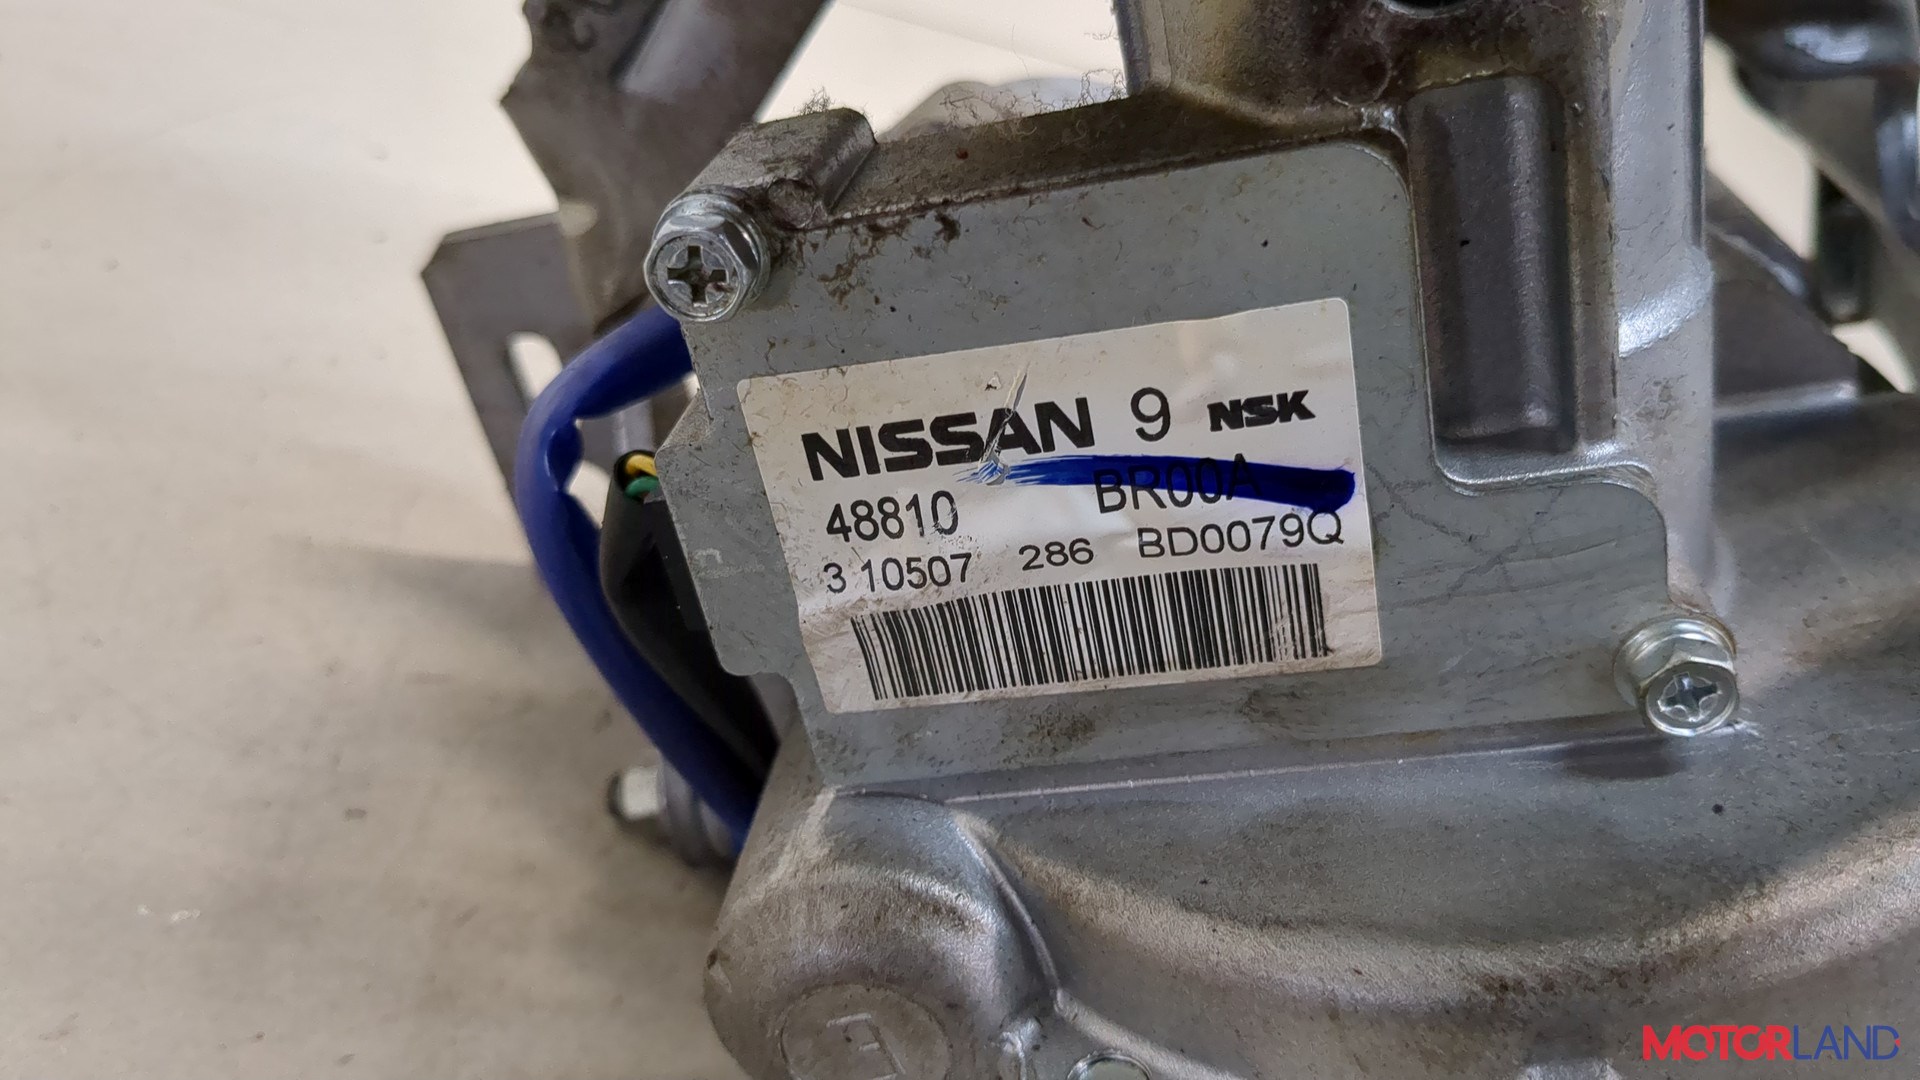 NISSAN 9 NSK
48810 BR00A
3 10507 286 BD0079Q
MOTORLAND